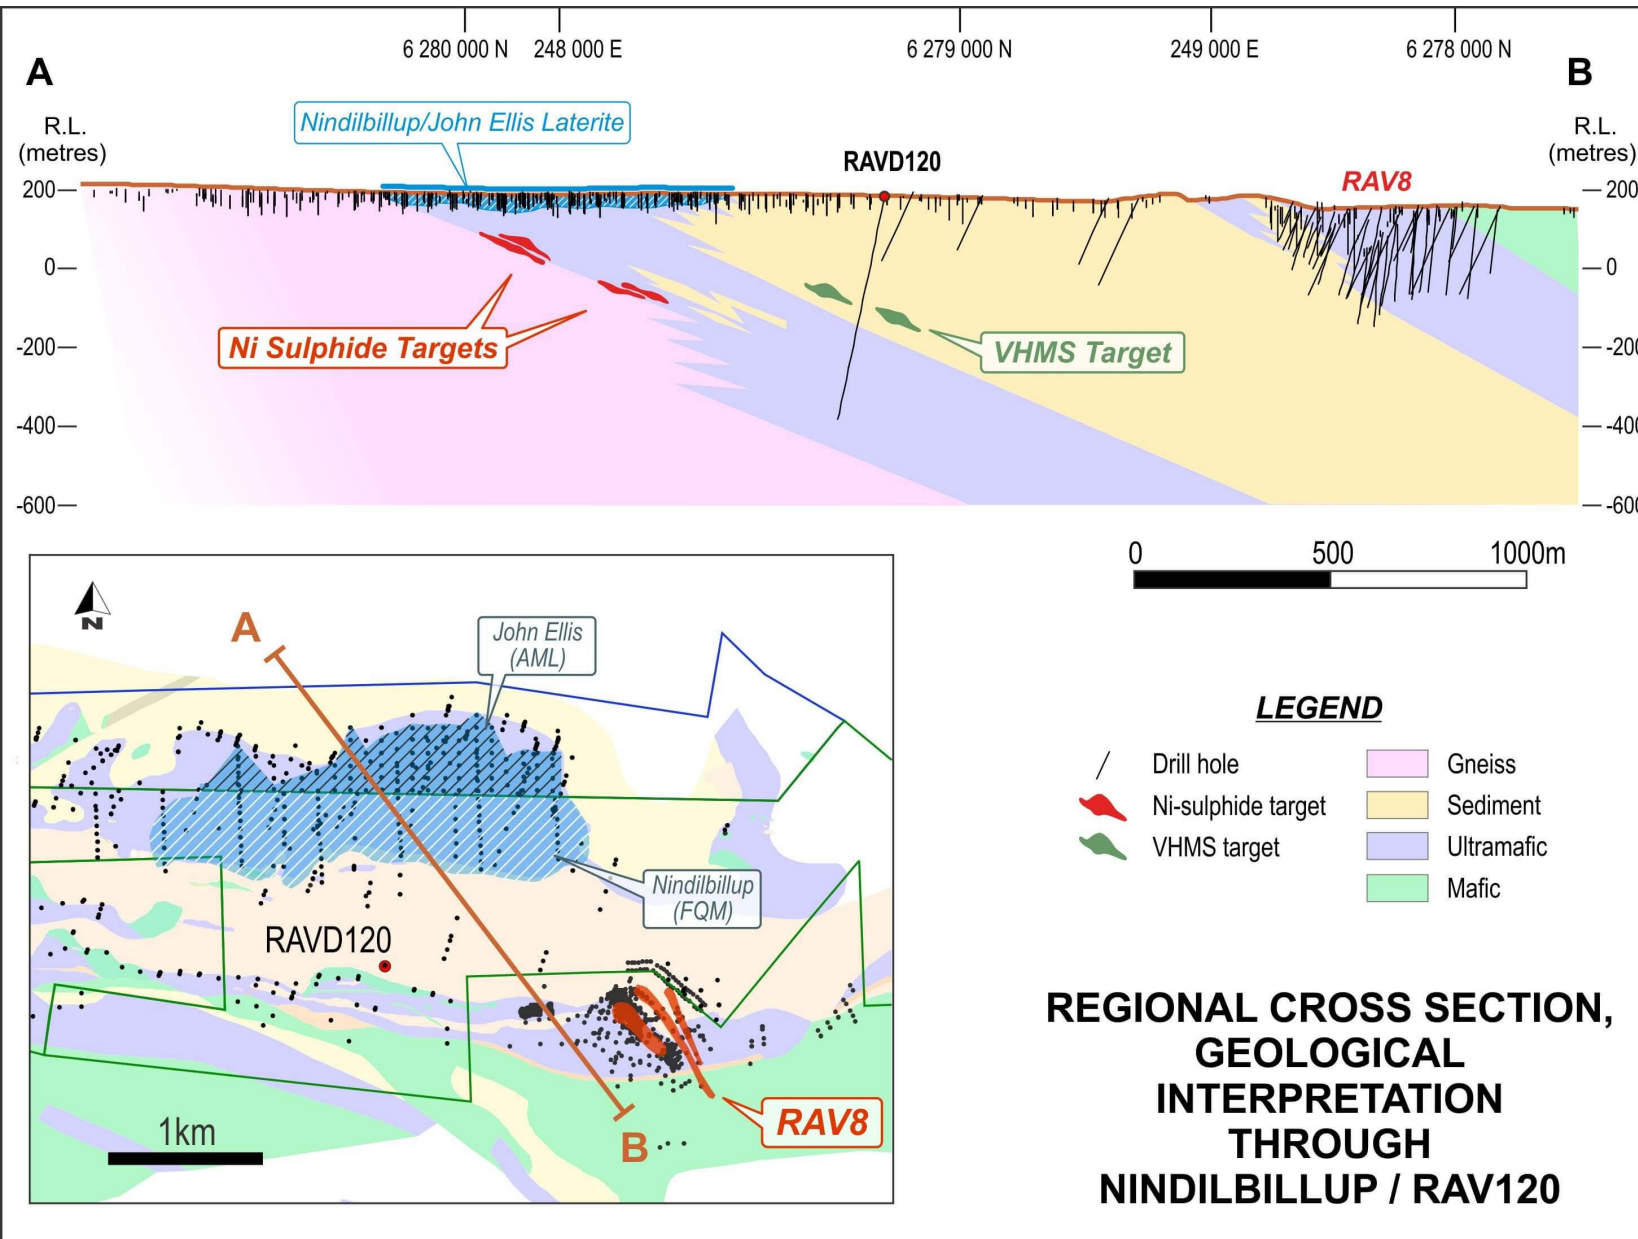 6 280 000 N
248 000 E
6 279 000 N
249 000 E
6 278 000 N
A
B
R.L.
(metres)
R.L.
(metres)
Nindilbillup/John Ellis Laterite
RAVD120
RAV8
200
0
-200
-400
-600
200
0
-200
-400
-600
Ni Sulphide Targets
VHMS Target
0
500
1000m
N
A
John Ellis
(AML)
Nindilbillup
(FQM)
RAVD120
1km
B
RAV8
LEGEND
Drill hole
Ni-sulphide target
VHMS target
Gneiss
Sediment
Ultramafic
Mafic
REGIONAL CROSS SECTION,
GEOLOGICAL
INTERPRETATION
THROUGH
NINDILBILLUP / RAV120